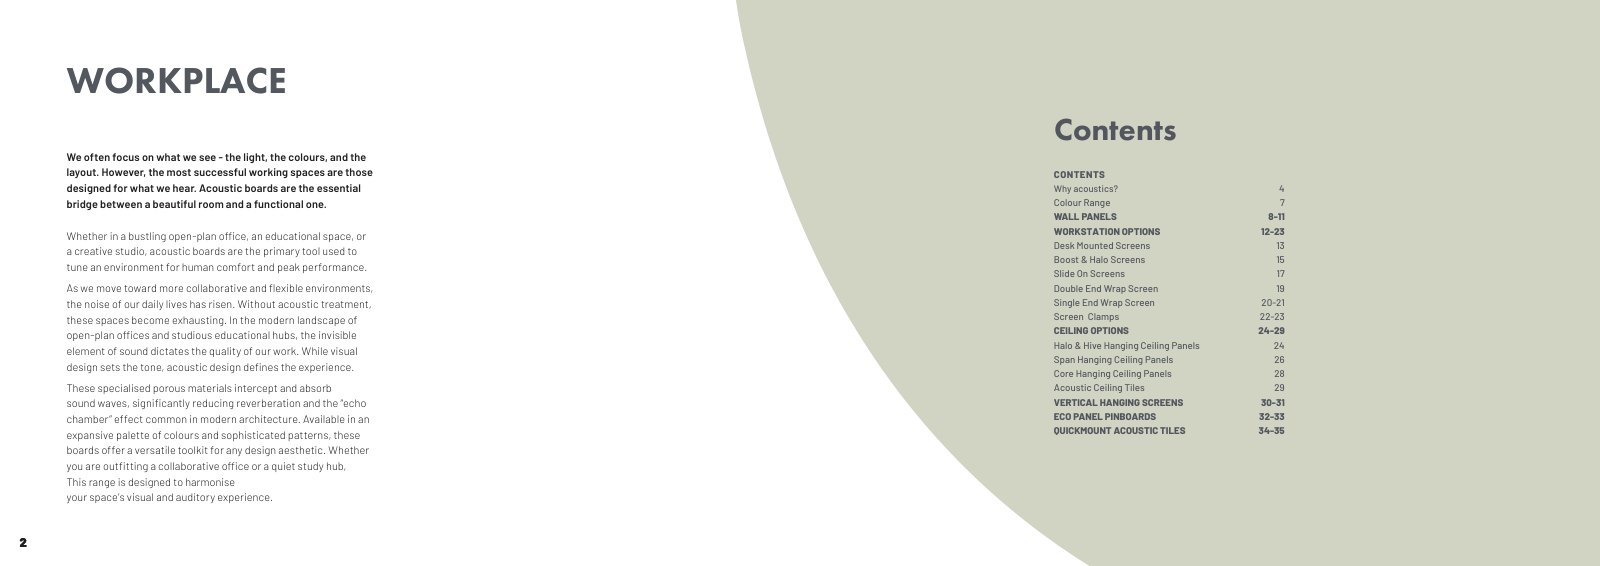 WORKPLACE
We often focus on what we see - the light, the colours, and the
layout. However, the most successful working spaces are those
designed for what we hear. Acoustic boards are the essential
bridge between a beautiful room and a functional one.
Whether in a bustling open-plan office, an educational space, or
a creative studio, acoustic boards are the primary tool used to
tune an environment for human comfort and peak performance.
As we move toward more collaborative and flexible environments,
the noise of our daily lives has risen. Without acoustic treatment,
these spaces become exhausting. In the modern landscape of
open-plan offices and studious educational hubs, the invisible
element of sound dictates the quality of our work. While visual
design sets the tone, acoustic design defines the experience.
These specialised porous materials intercept and absorb
sound waves, significantly reducing reverberation and the "echo
chamber" effect common in modern architecture. Available in an
expansive palette of colours and sophisticated patterns, these
boards offer a versatile toolkit for any design aesthetic. Whether
you are outfitting a collaborative office or a quiet study hub,
This range is designed to harmonise
your space's visual and auditory experience.
2
Contents
CONTENTS
Why acoustics? 4
Colour Range 7
WALL PANELS 8-11
WORKSTATION OPTIONS 12-23
Desk Mounted Screens 13
Boost & Halo Screens 15
Slide On Screens 17
Double End Wrap Screen 19
Single End Wrap Screen 20-21
Screen Clamps 22-23
CEILING OPTIONS 24-29
Halo & Hive Hanging Ceiling Panels 24
Span Hanging Ceiling Panels 26
Core Hanging Ceiling Panels 28
Acoustic Ceiling Tiles 29
VERTICAL HANGING SCREENS 30-31
ECO PANEL PINBOARDS 32-33
QUICKMOUNT ACOUSTIC TILES 34-35